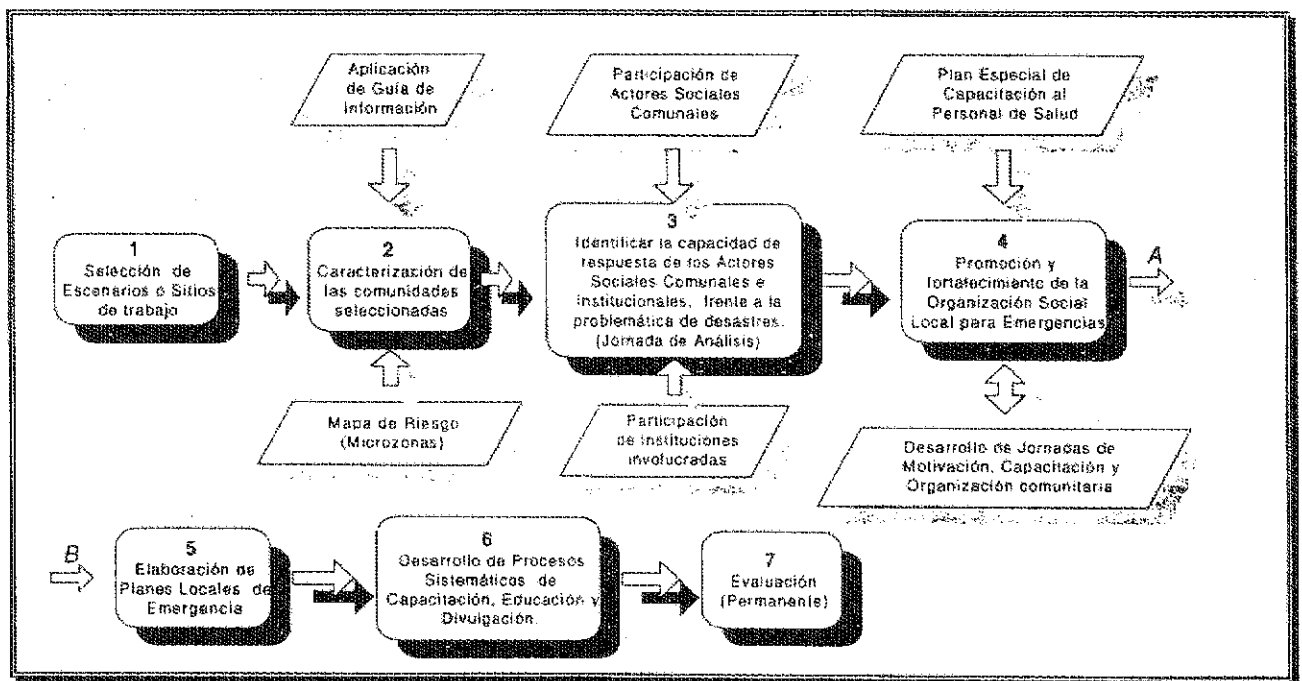 Aplicación
de Guía de
Información
Participación de
Actores Sociales
Comunales
Plan Especial de
Capacitación al
Personal de Salud
1
Selección de
Escenarios ó Sitios
de trabajo
2
Caracterización de
las comunidades
seleccionadas
3
Identificar la capacidad de
respuesta de los Actores
Sociales Comunales e
institucionales, frente a la
problemática de desastres.
(Jornada de Análisis)
4
Promoción y
fortalecimiento de la
Organización Social
Local para Emergencias
A
Mapa de Riesgo
(Microzonas)
Participación
de instituciones
involucradas
Desarrollo de Jornadas de
Motivación, Capacitación y
Organización comunitaria
B
5
Elaboración de
Planes Locales de
Emergencia
6
Desarrollo de Procesos
Sistemáticos de
Capacitación, Educación y
Divulgación.
7
Evaluación
(Permanente)